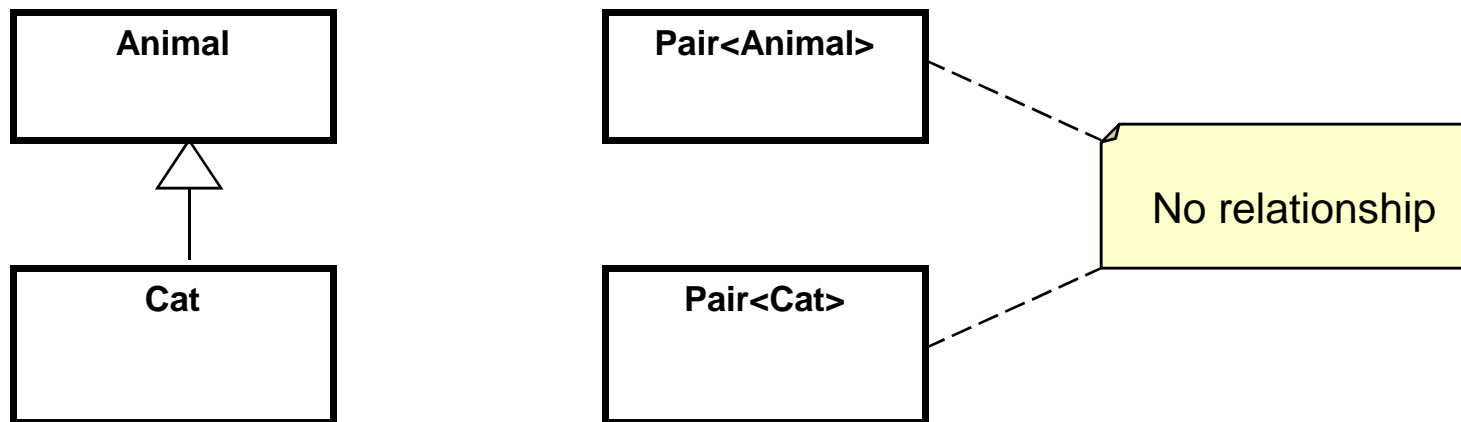 Animal
Pair<Animal>
No relationship
Cat
Pair<Cat>